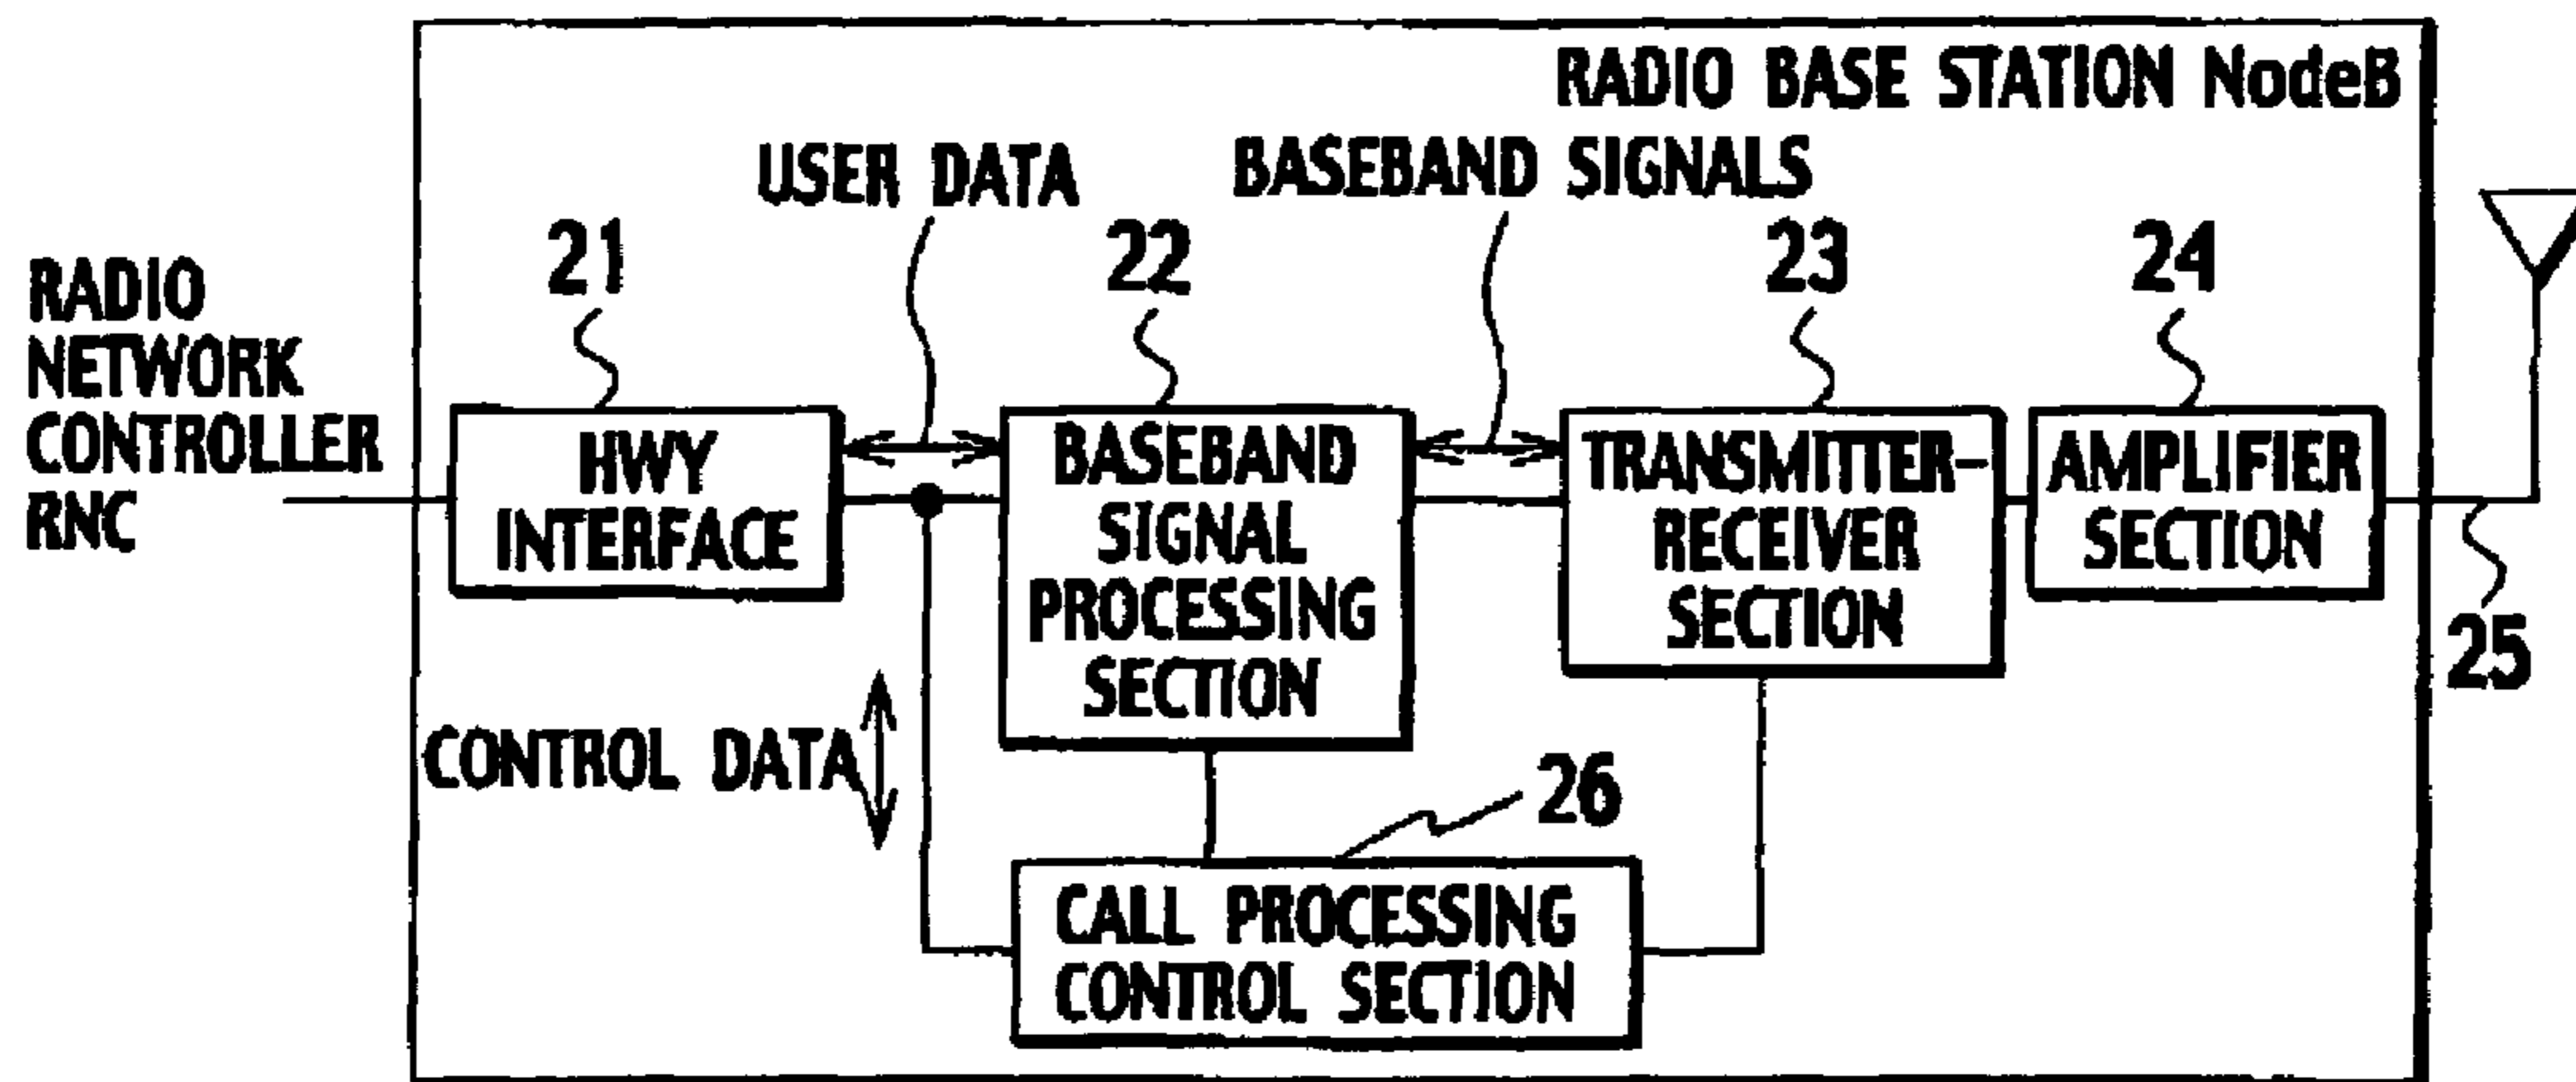 RADIO BASE STATION NodeB
USER DATA
BASEBAND SIGNALS
21
22
23
24
RADIO
NETWORK
CONTROLLER
RNC
HWY
INTERFACE
BASEBAND
SIGNAL
PROCESSING
SECTION
TRANSMITTER-
RECEIVER
SECTION
AMPLIFIER
SECTION
25
CONTROL DATA
26
CALL PROCESSING
CONTROL SECTION